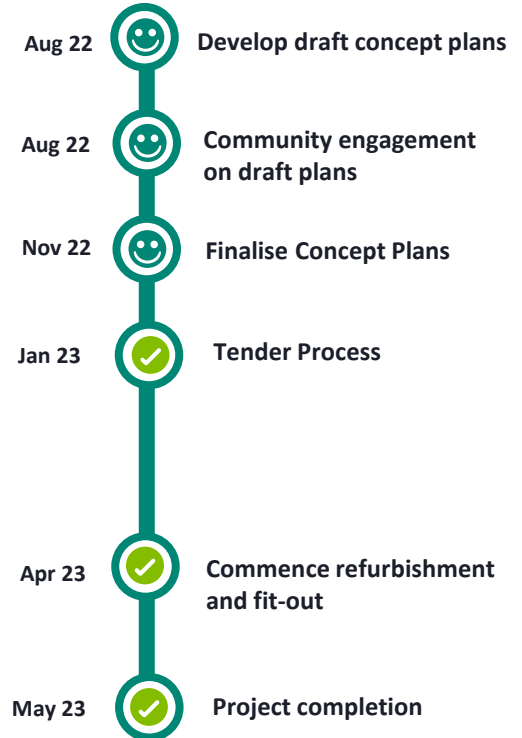 Aug 22 Develop draft concept plans
Aug 22 Community engagement
on draft plans
Nov 22 Finalise Concept Plans
Jan 23 Tender Process
Apr 23 Commence refurbishment
and fit-out
May 23 Project completion